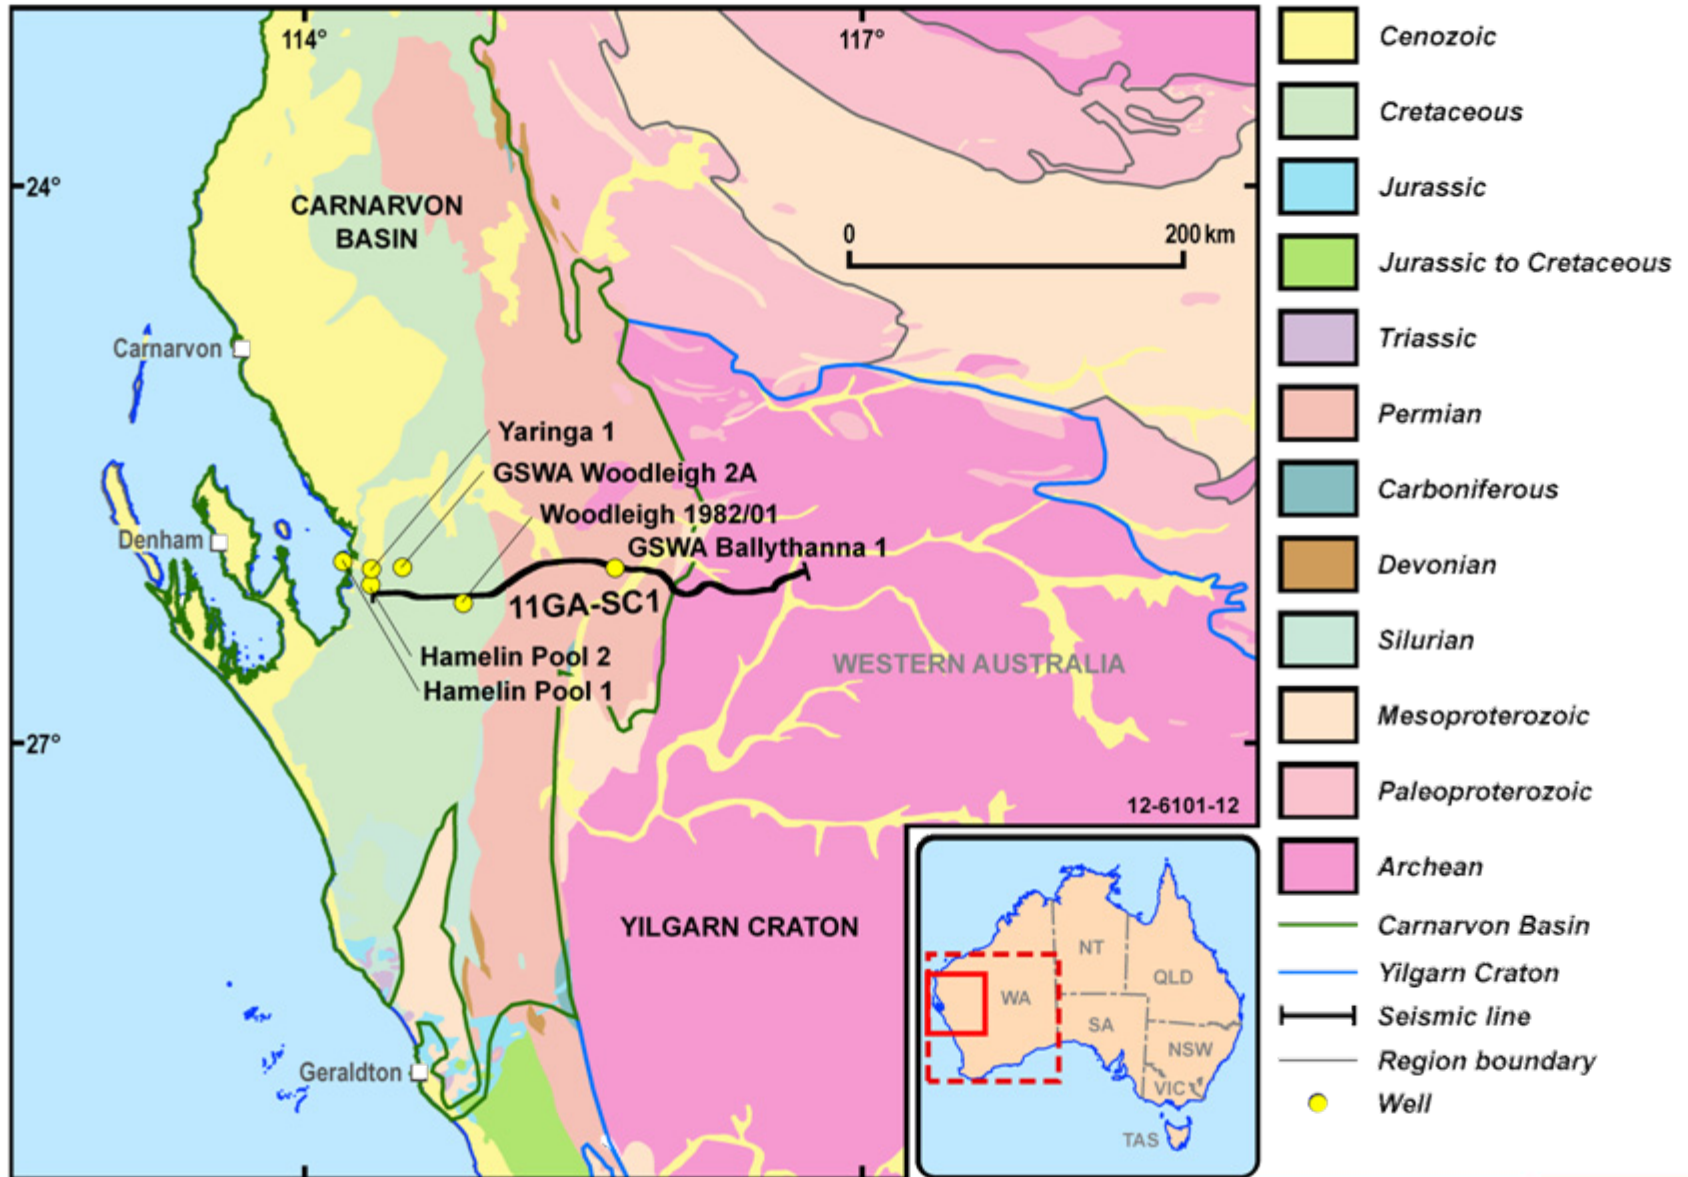 114°
117°
24°
CARNARVON
BASIN
0
200 km
Carnarvon
Yaringa 1
GSWA Woodleigh 2A
Woodleigh 1982/01
GSWA Ballythanna 1
Denham
11GA-SC1
Hamelin Pool 2
Hamelin Pool 1
WESTERN AUSTRALIA
27°
12-6101-12
YILGARN CRATON
Geraldton
NT
QLD
WA
SA
NSW
VIC
TAS
Cenozoic
Cretaceous
Jurassic
Jurassic to Cretaceous
Triassic
Permian
Carboniferous
Devonian
Silurian
Mesoproterozoic
Paleoproterozoic
Archean
Carnarvon Basin
Yilgarn Craton
Seismic line
Region boundary
Well